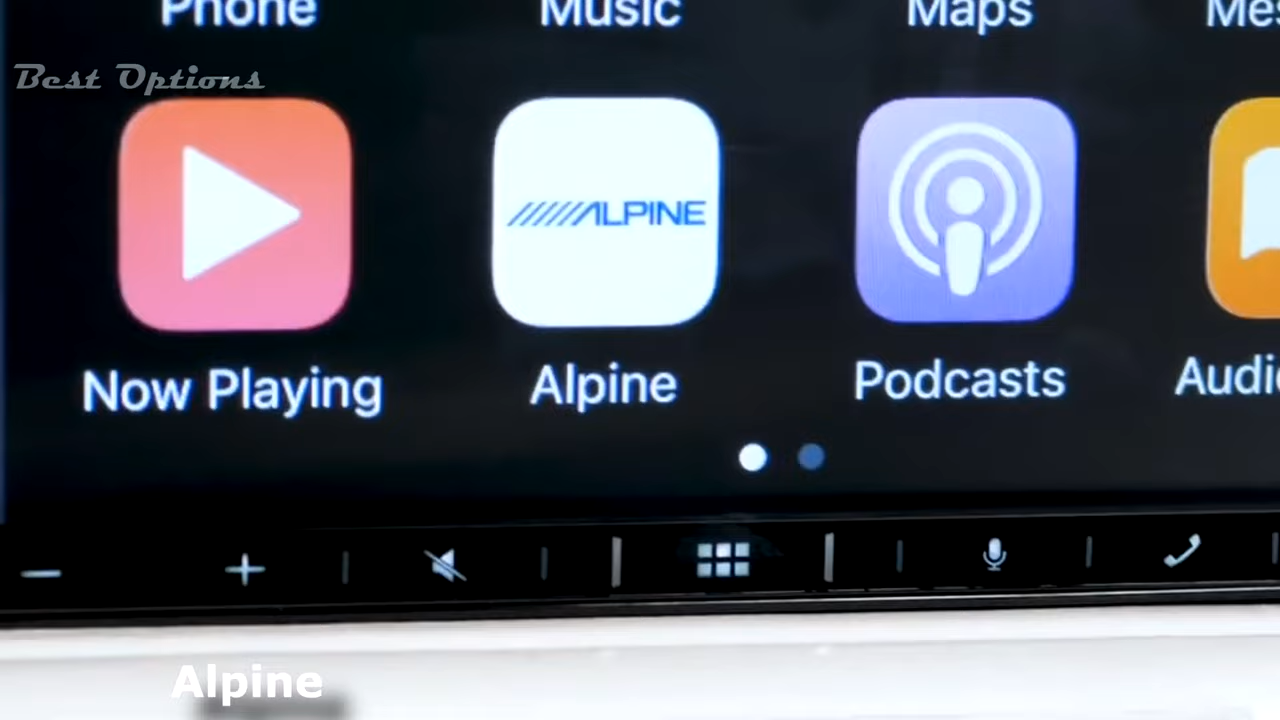 Phone Music Maps
Best Options
ALPINE
Now Playing Alpine Podcasts
Alpine